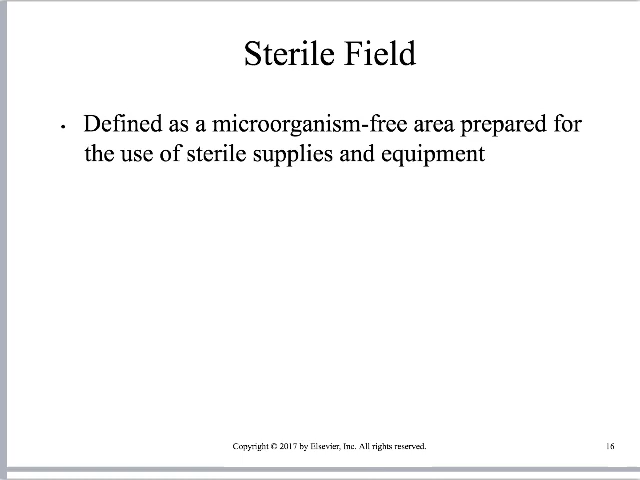 Sterile Field
• Defined as a microorganism-free area prepared for
the use of sterile supplies and equipment
Copyright © 2017 by Elsevier, Inc. All rights reserved.
16